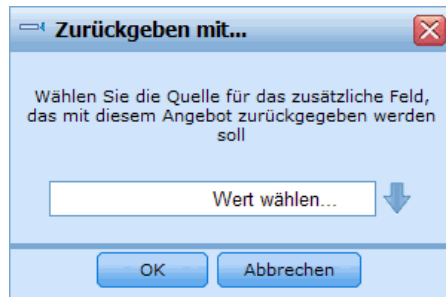 Zurückgeben mit...
Wählen Sie die Quelle für das zusätzliche Feld,
das mit diesem Angebot zurückgegeben werden
soll
Wert wählen...
OK
Abbrechen